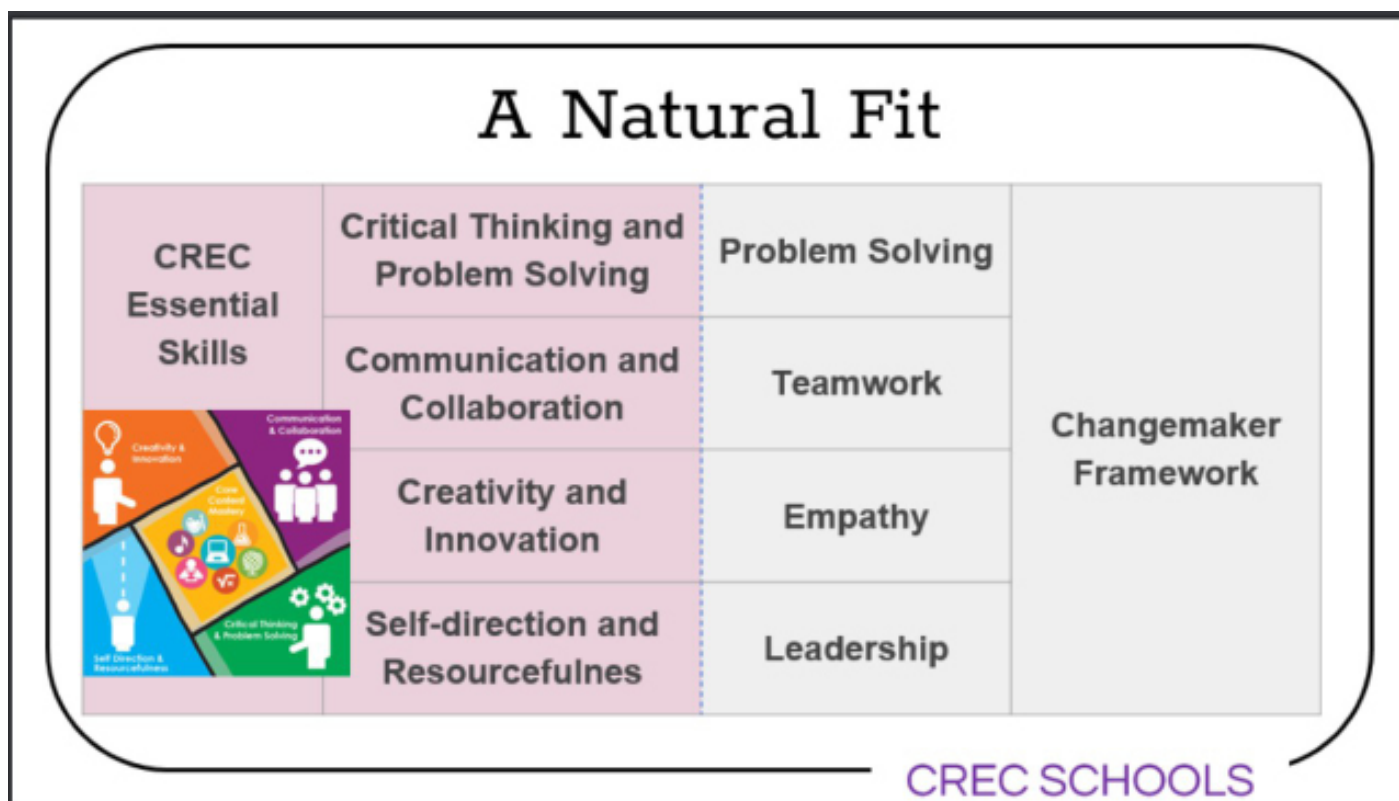 A Natural Fit
CREC
Essential
Skills
Critical Thinking and
Problem Solving
Problem Solving
Communication and
Collaboration
Teamwork
Creativity and
Innovation
Empathy
Self-direction and
Resourcefulnes
Leadership
Changemaker
Framework
Creativity &
Innovation
Communication
& Collaboration
Core
Content
Mastery
Self Direction &
Resourcefulness
Critical Thinking
& Problem Solving
CREC SCHOOLS